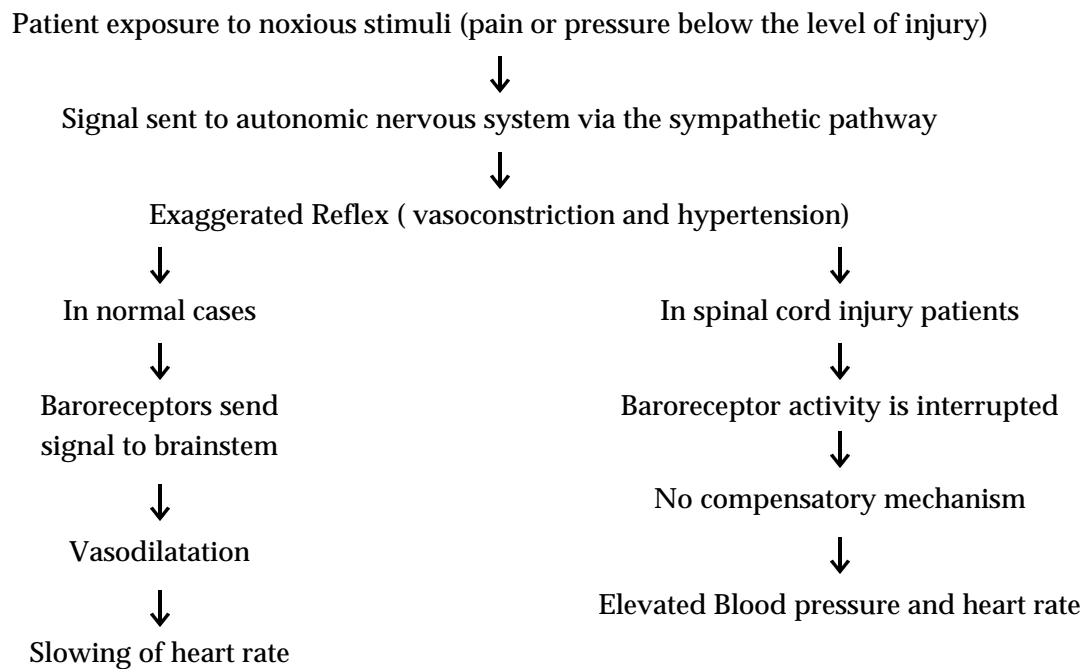 Patient exposure to noxious stimuli (pain or pressure below the level of injury)
Signal sent to autonomic nervous system via the sympathetic pathway
Exaggerated Reflex ( vasoconstriction and hypertension)
In normal cases
Baroreceptors send
signal to brainstem
Vasodilatation
Slowing of heart rate
In spinal cord injury patients
Baroreceptor activity is interrupted
No compensatory mechanism
Elevated Blood pressure and heart rate